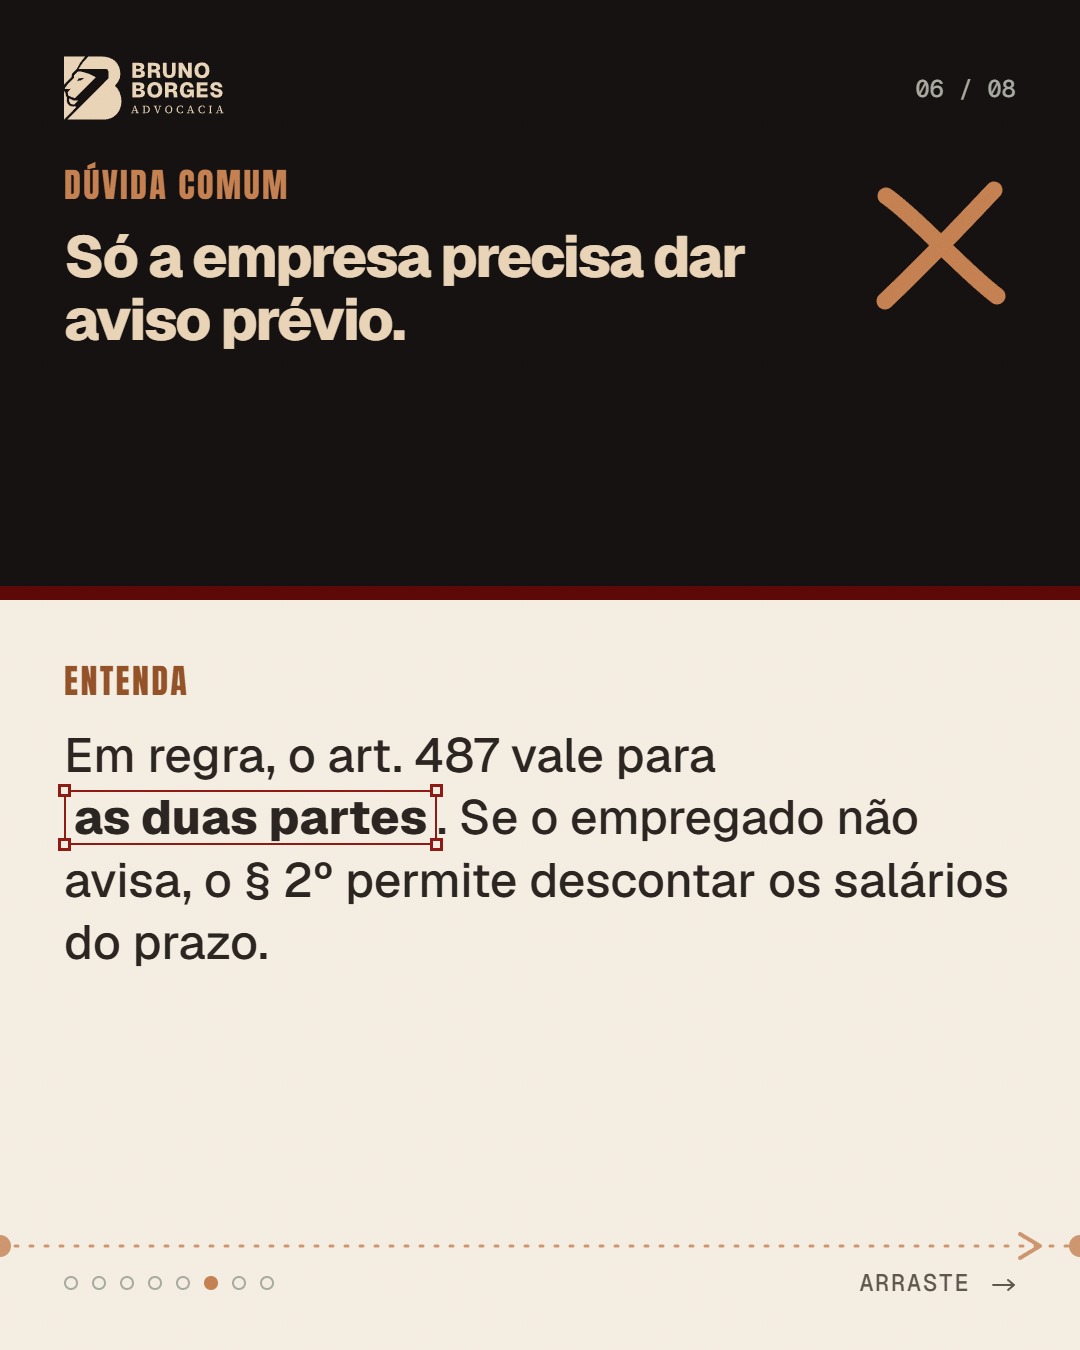 BRUNO
BORGES
ADVOCACIA
06 / 08
DÚVIDA COMUM
Só a empresa precisa dar
aviso prévio.
ENTENDA
Em regra, o art. 487 vale para
as duas partes. Se o empregado não
avisa, o § 2º permite descontar os salários
do prazo.
ARRASTE →